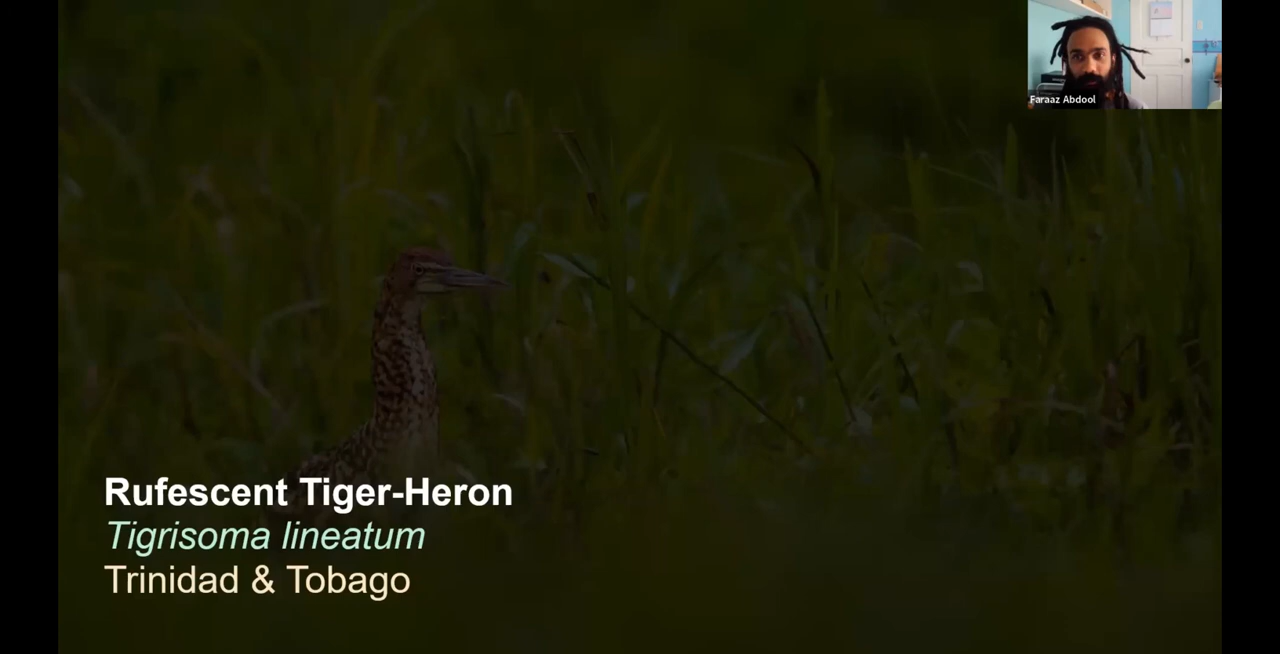 Faraaz Abdool
Rufescent Tiger-Heron
Tigrisoma lineatum
Trinidad & Tobago